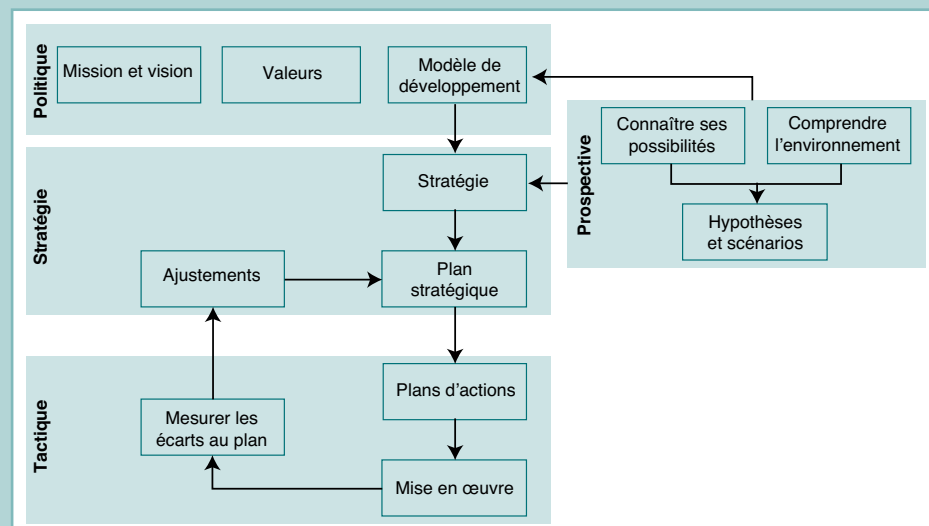 Politique
Mission et vision
Valeurs
Modèle de
développement
Prospective
Connaître ses
possibilités
Comprendre
l’environnement
Hypothèses
et scénarios
Stratégie
Stratégie
Ajustements
Plan
stratégique
Tactique
Plans d’actions
Mesurer les
écarts au plan
Mise en œuvre